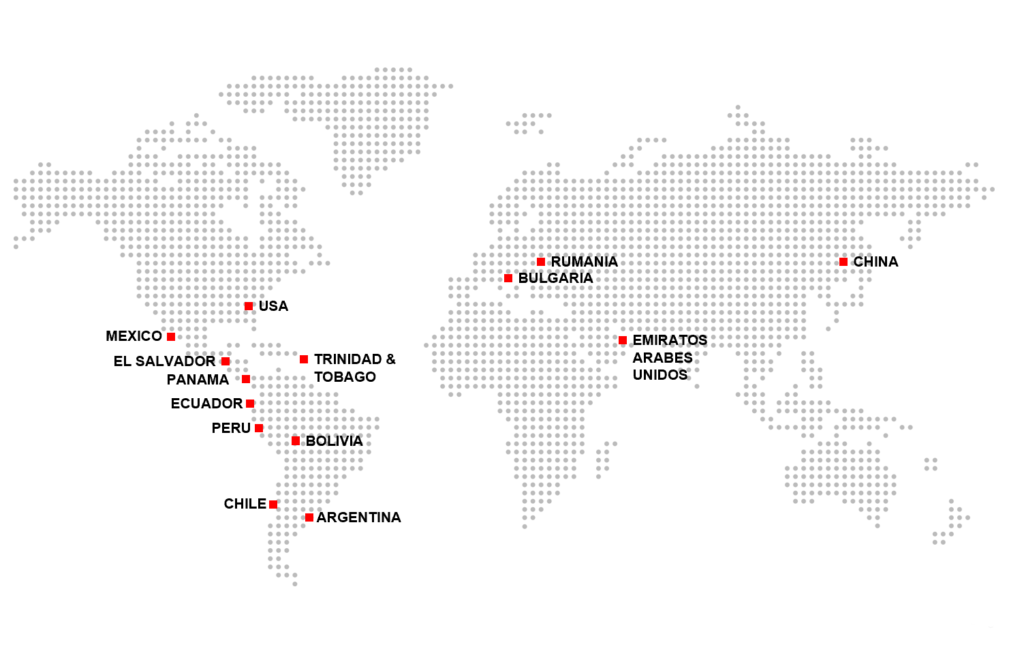 RUMANIA
CHINA
BULGARIA
USA
MEXICO
EMIRATOS
ARABES
UNIDOS
EL SALVADOR
TRINIDAD &
TOBAGO
PANAMA
ECUADOR
PERU
BOLIVIA
CHILE
ARGENTINA